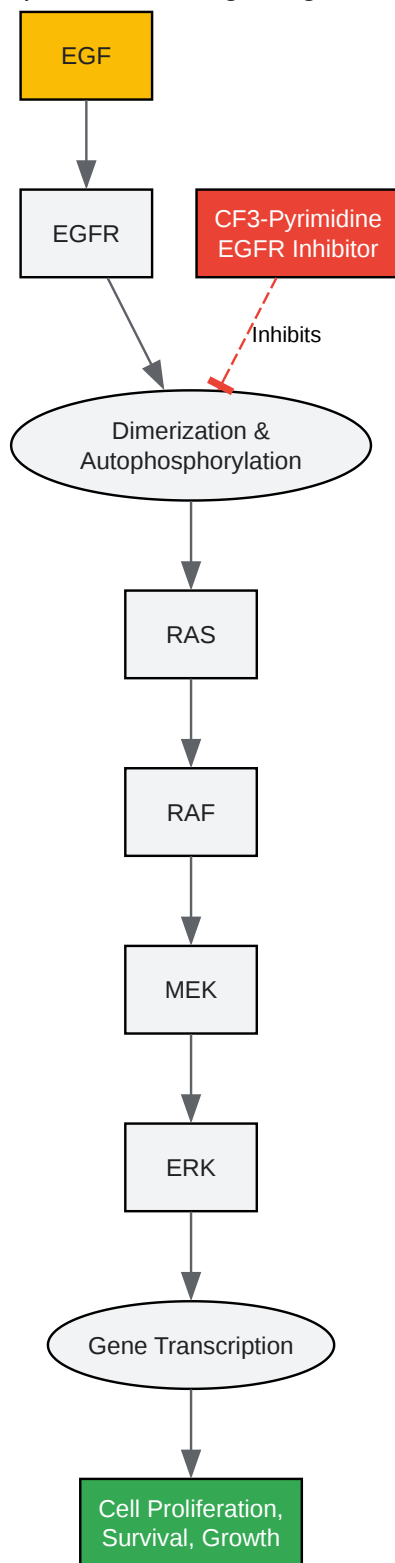 EGF
EGFR
CF3-Pyrimidine
EGFR Inhibitor
Inhibits
Dimerization &
Autophosphorylation
RAS
RAF
MEK
ERK
Gene Transcription
Cell Proliferation,
Survival, Growth